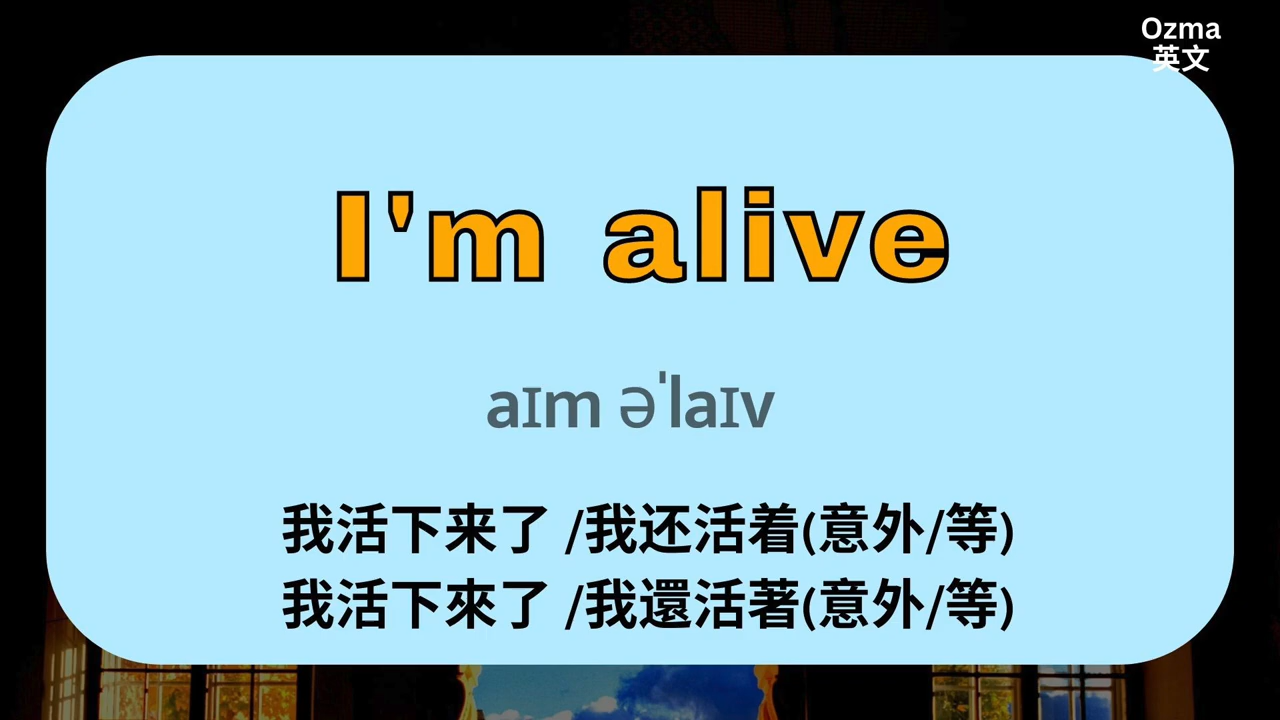 Ozma
英文
I'm alive
aɪm əˈlaɪv
我活下来了 /我还活着(意外/等)
我活下來了 /我還活著(意外/等)